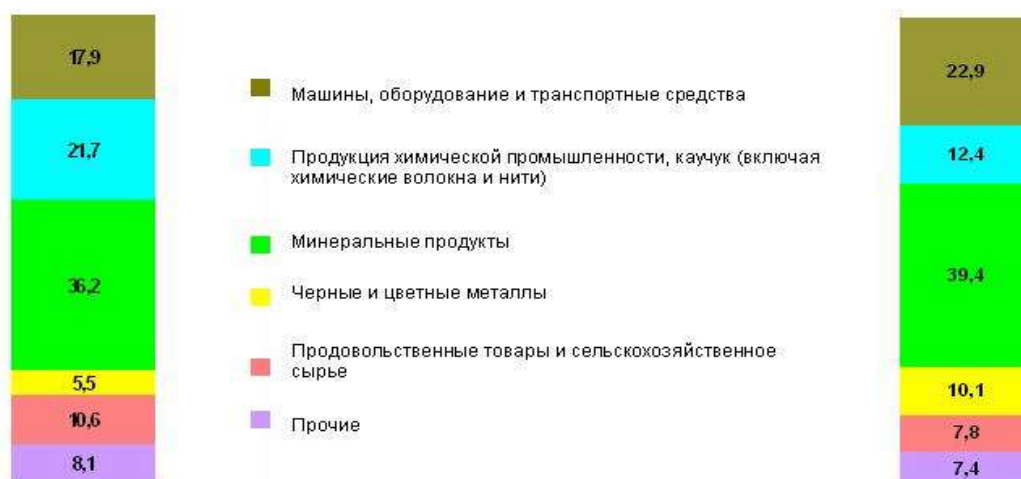 17,9
21,7
36,2
5,5
10,6
8,1
Машины, оборудование и транспортные средства
Продукция химической промышленности, каучук (включая
химические волокна и нити)
Минеральные продукты
Черные и цветные металлы
Продовольственные товары и сельскохозяйственное
сырье
Прочие
22,9
12,4
39,4
10,1
7,8
7,4